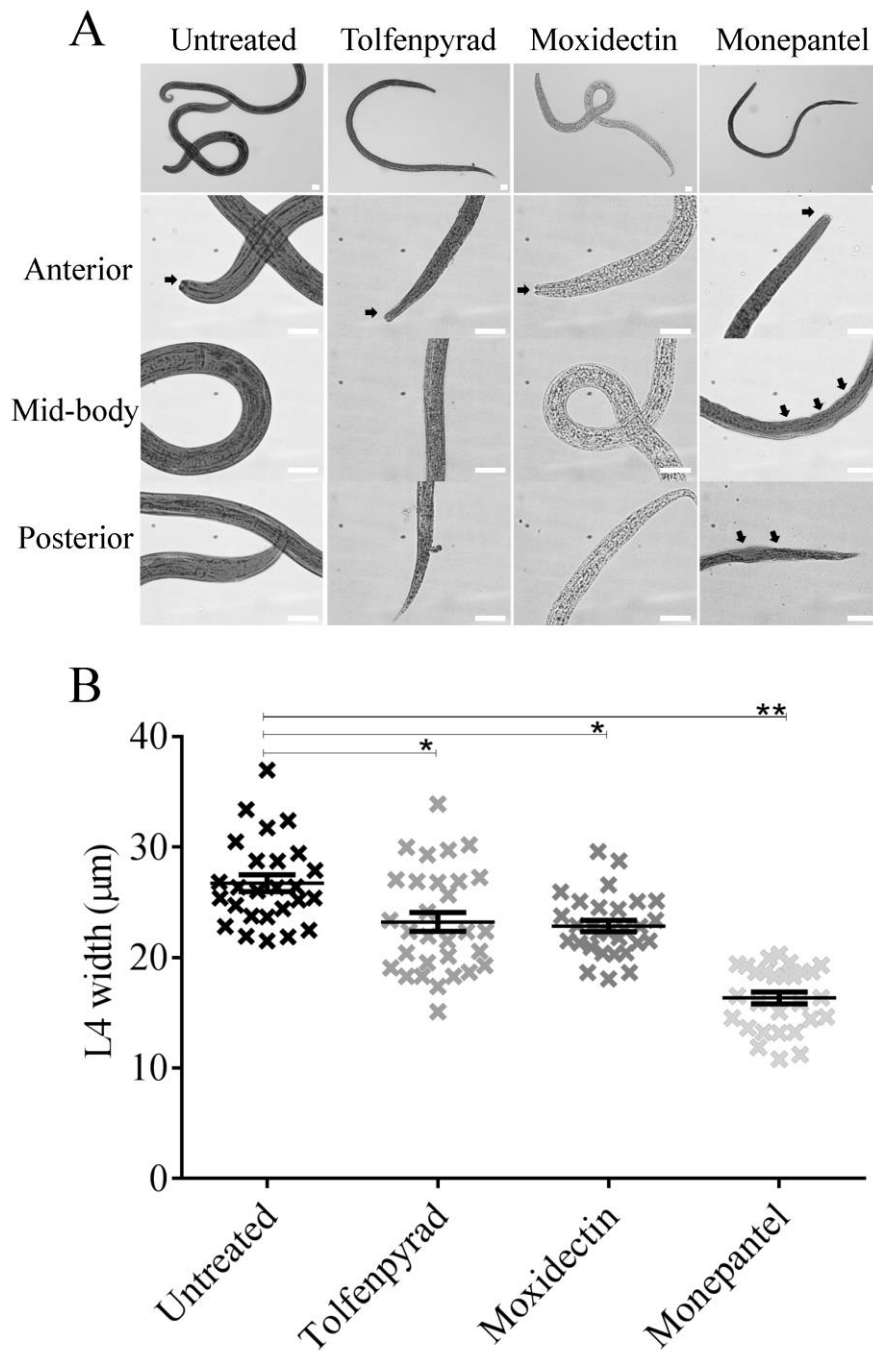 A
Untreated Tolfenpyrad Moxidectin Monepantel
Anterior
Mid-body
Posterior
B
**
*
*
40
30
20
10
0
L4 width (μm)
Untreated
Tolfenpyrad
Moxidectin
Monepantel